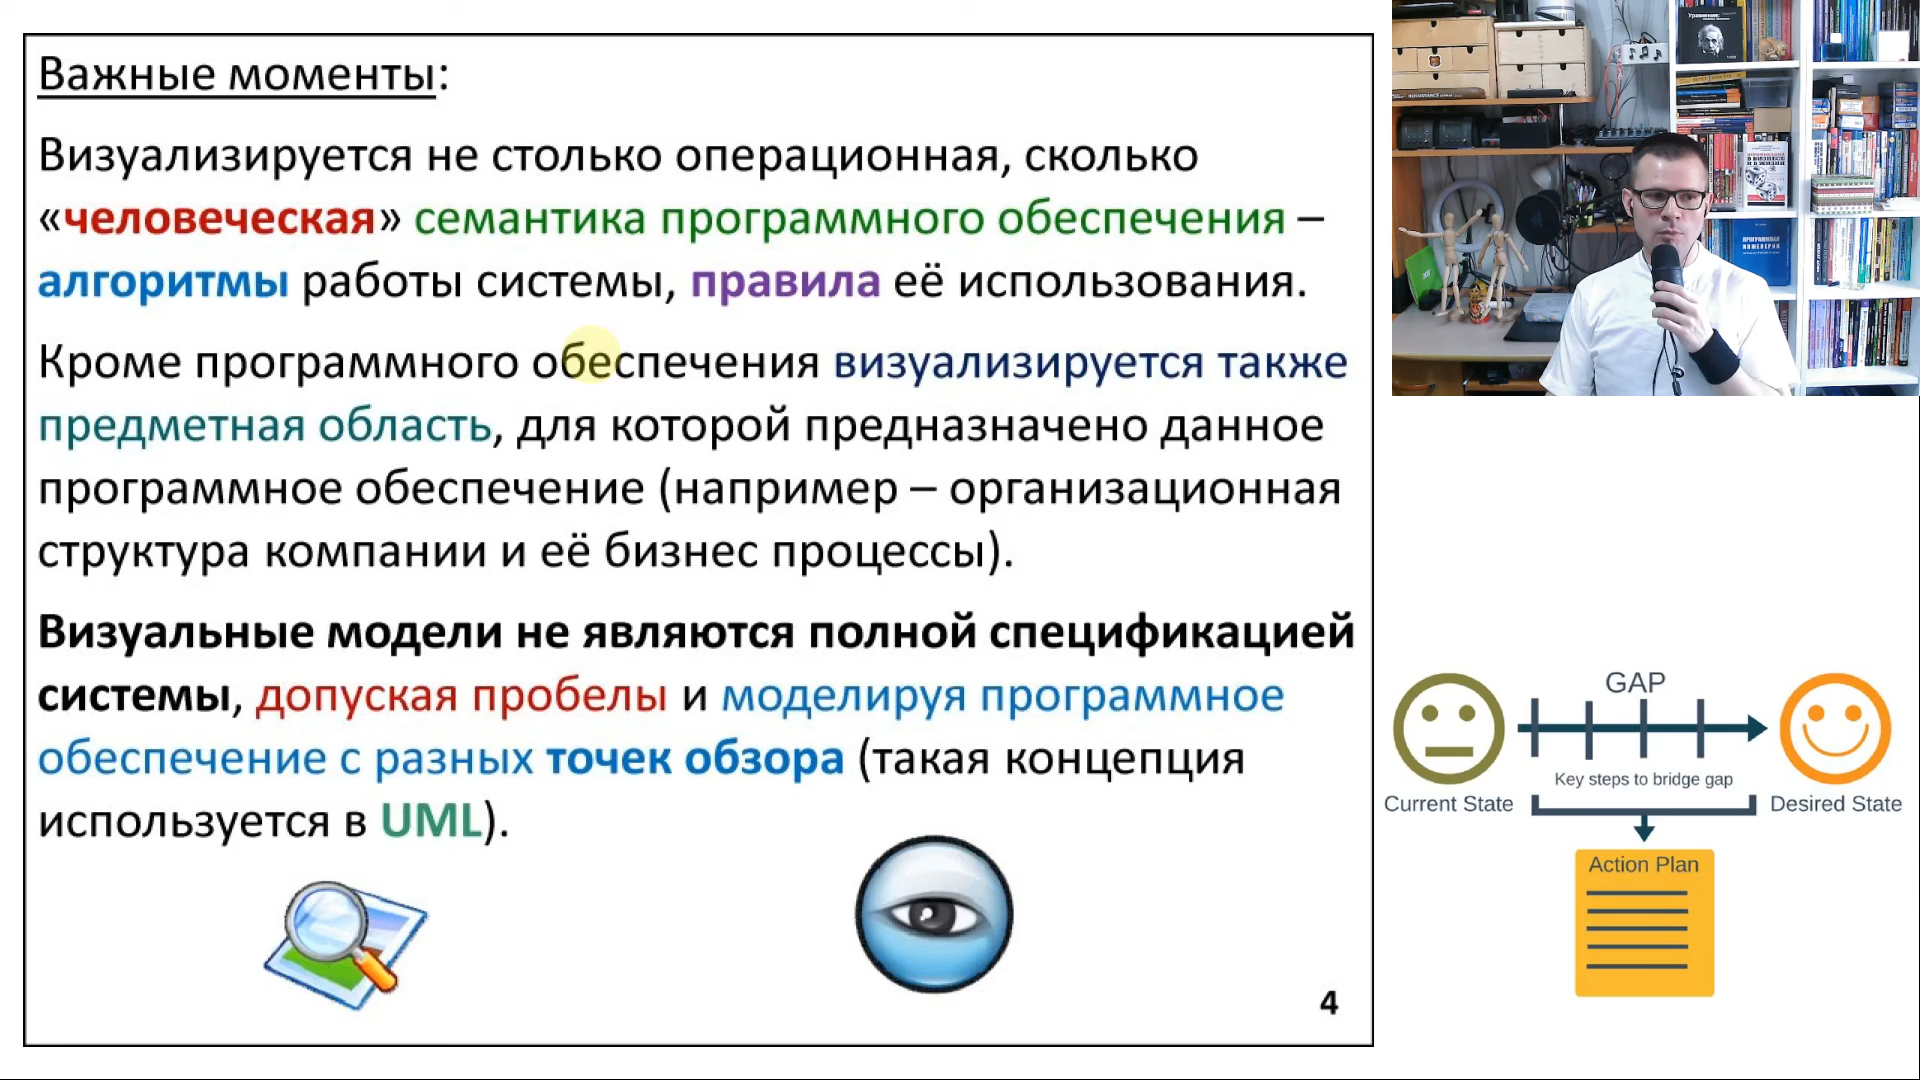 Важные моменты:
Визуализируется не столько операционная, сколько
«человеческая» семантика программного обеспечения –
алгоритмы работы системы, правила её использования.
Кроме программного обеспечения визуализируется также
предметная область, для которой предназначено данное
программное обеспечение (например – организационная
структура компании и её бизнес процессы).
Визуальные модели не являются полной спецификацией
системы, допуская пробелы и моделируя программное
обеспечение с разных точек обзора (такая концепция
используется в UML).
4
GAP
Key steps to bridge gap
Current State
Desired State
Action Plan